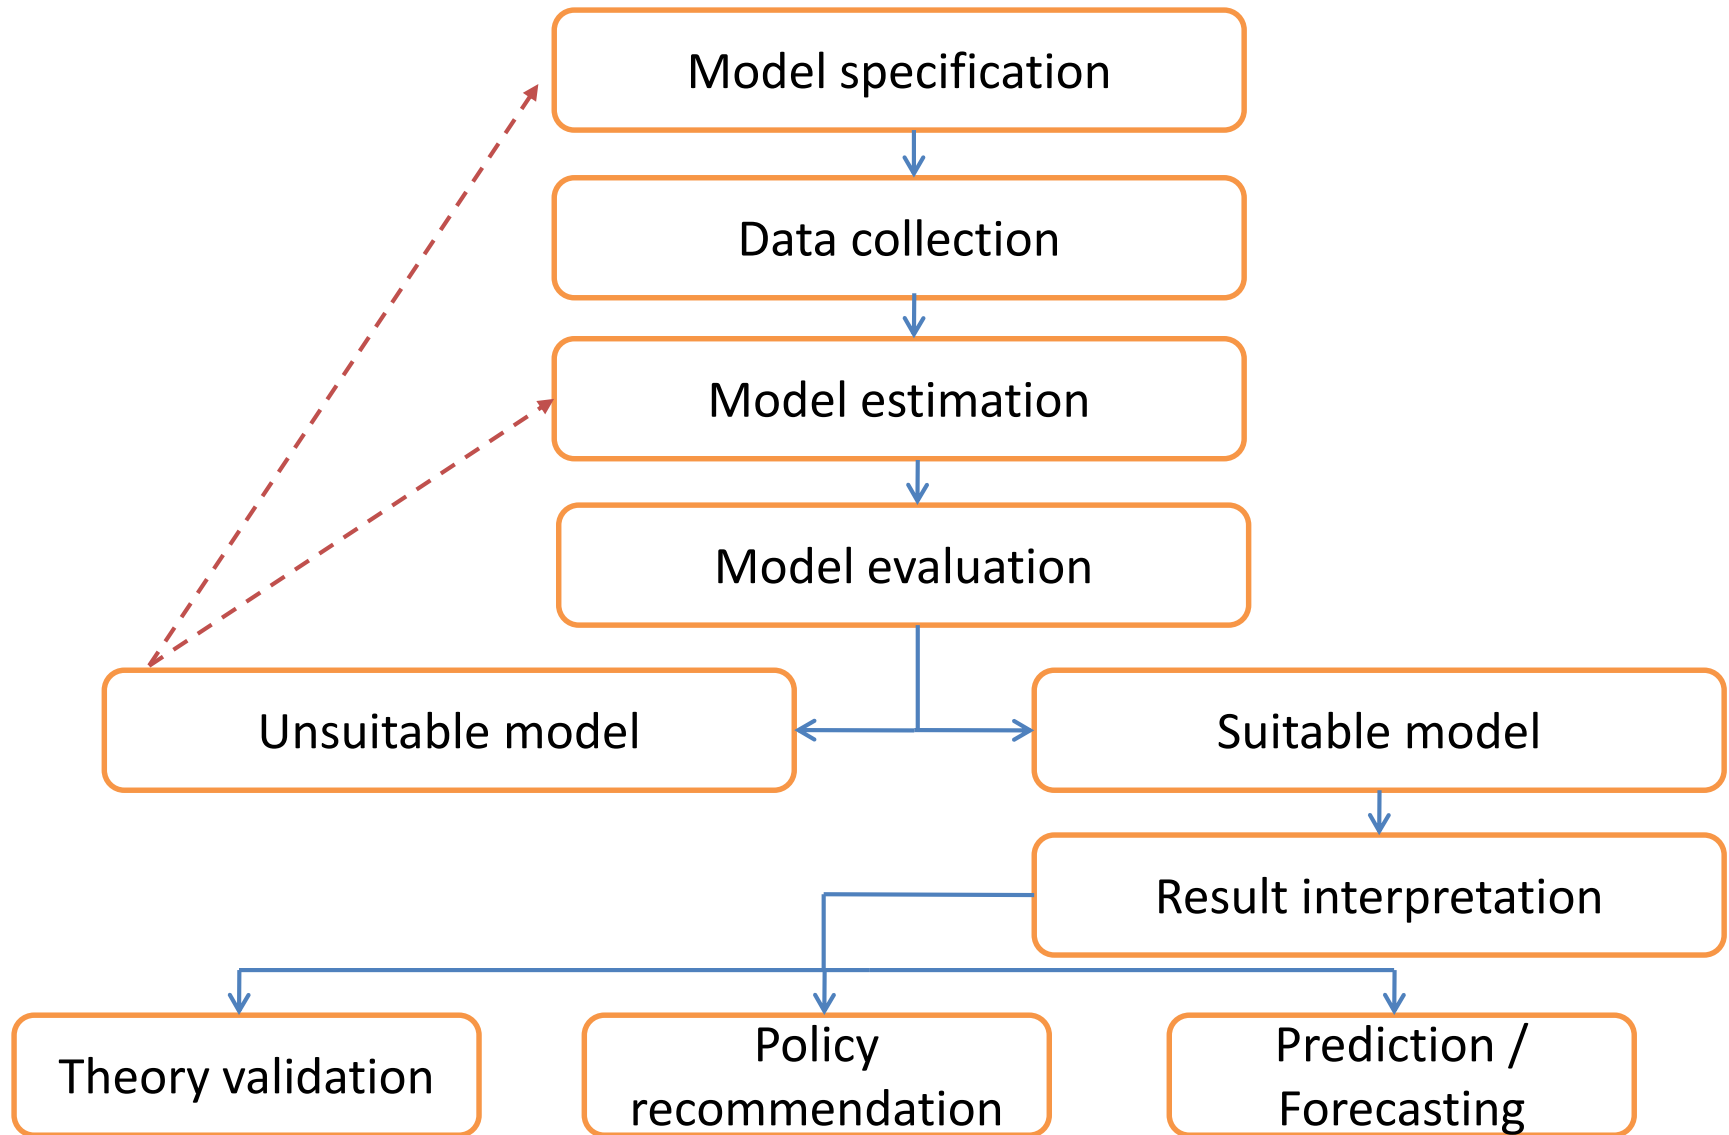 Model specification
Data collection
Model estimation
Model evaluation
Unsuitable model
Suitable model
Result interpretation
Theory validation
Policy
recommendation
Prediction /
Forecasting